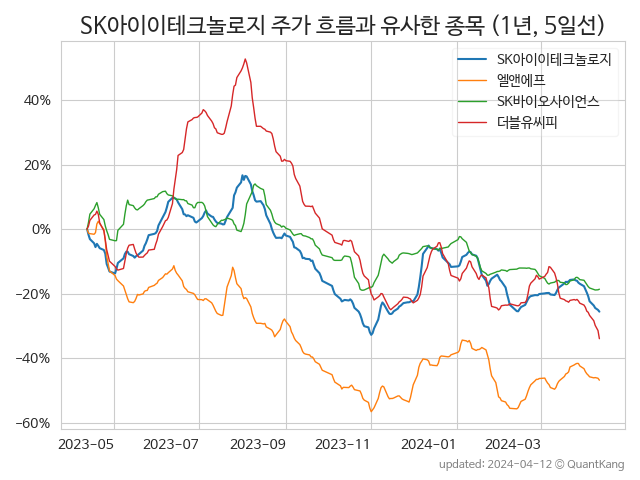 SK아이이테크놀로지 주가 흐름과 유사한 종목 (1년, 5일선)
SK아이이테크놀로지
엘앤에프
SK바이오사이언스
더블유씨피
40%
20%
0%
−20%
−40%
−60%
2023-05 2023-07 2023-09 2023-11 2024-01 2024-03
updated: 2024-04-12 © QuantKang